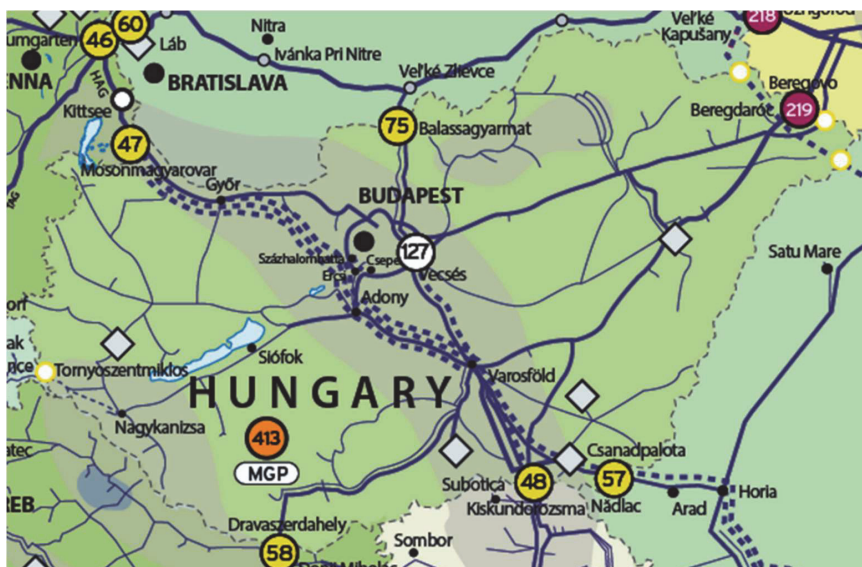 60
Nitra
218
46
Láb
Ivánka Pri Nitre
Veľké
Kapušany
BRATISLAVA
HAG
Veľké Zlievce
Beregovo
Beregdaróc
219
Kittsee
75
Balassagyarmat
47
Mosonmagyarovar
Győr
BUDAPEST
127
Vecsés
Százhalombatta
Csepel
Ercsi
Satu Mare
Adony
Siófok
Tornyoszentmiklos
Varosföld
HUNGARY
Nagykanizsa
413
MGP
Csanadpalota
Subotica
48
57
Kiskundorozsma
Nădlac
Arad
Horia
Dravaszerdahely
58
Sombor